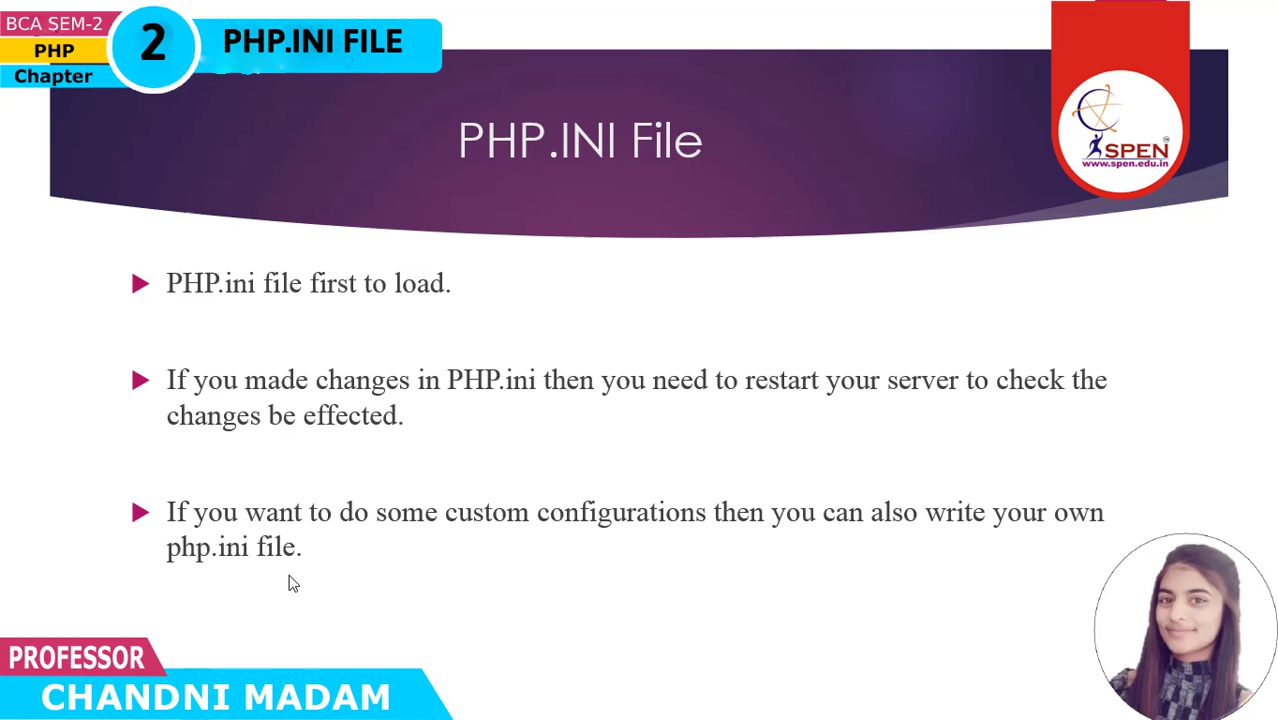 BCA SEM-2
PHP
Chapter
2
PHP.INI FILE
PHP.INI File
SPEN
TM
www.spen.edu.in
PHP.ini file first to load.
If you made changes in PHP.ini then you need to restart your server to check the
changes be effected.
If you want to do some custom configurations then you can also write your own
php.ini file.
PROFESSOR
CHANDNI MADAM